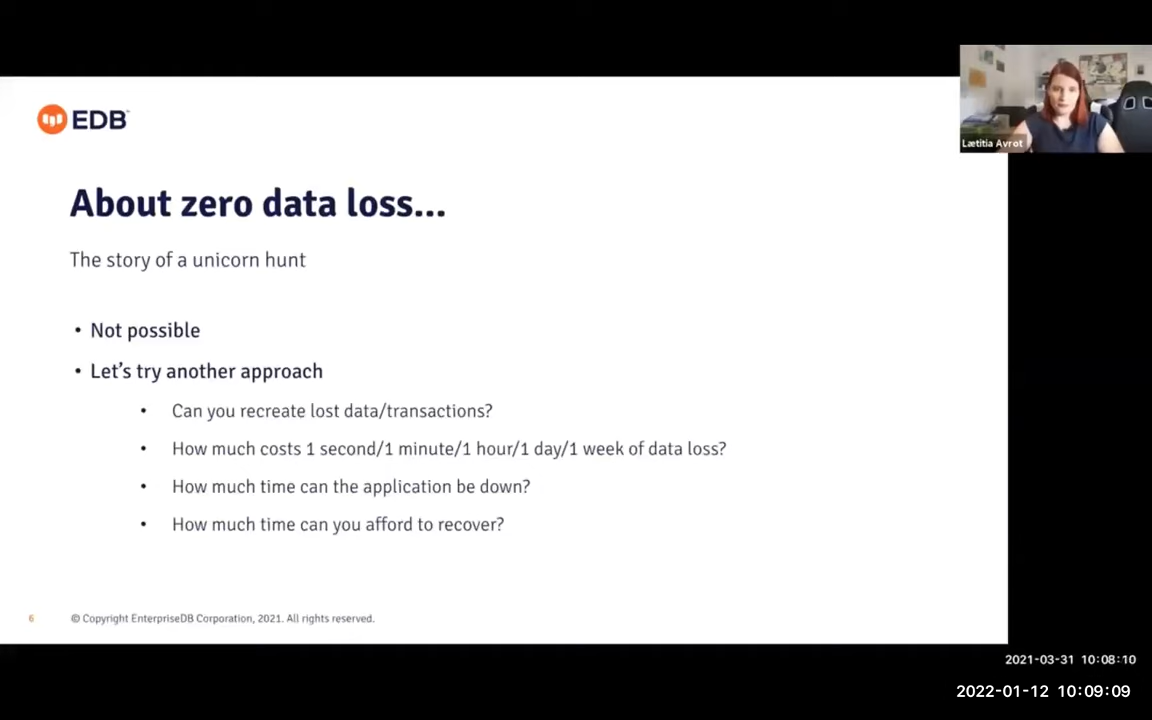 EDB™
Lætitia Avrot
About zero data loss...
The story of a unicorn hunt
• Not possible
• Let's try another approach
• Can you recreate lost data/transactions?
• How much costs 1 second/1 minute/1 hour/1 day/1 week of data loss?
• How much time can the application be down?
• How much time can you afford to recover?
6 © Copyright EnterpriseDB Corporation, 2021. All rights reserved.
2021-03-31 10:08:10
2022-01-12 10:09:09